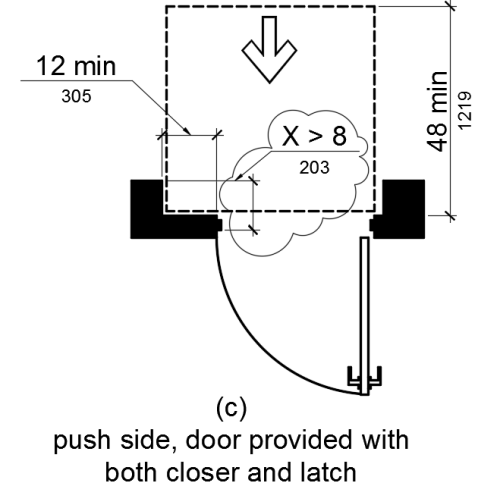 12 min
305
X > 8
203
48 min
1219
(c)
push side, door provided with
both closer and latch